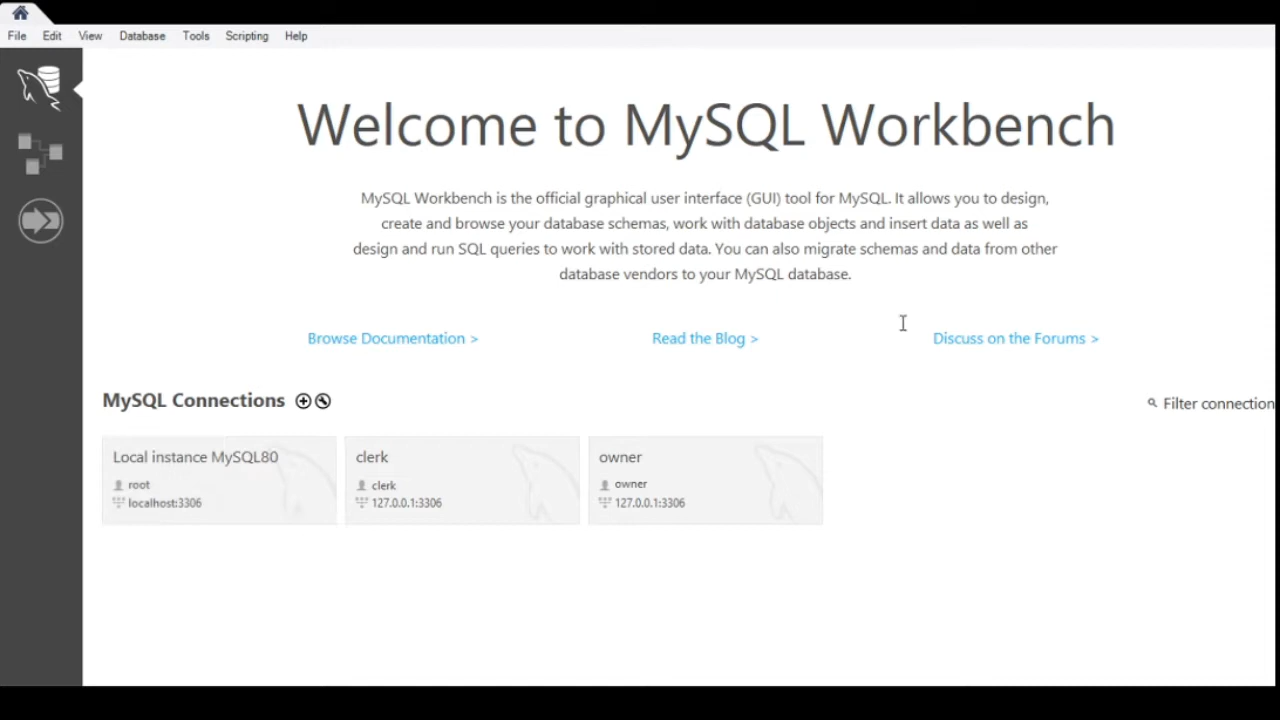 File Edit View Database Tools Scripting Help
Welcome to MySQL Workbench
MySQL Workbench is the official graphical user interface (GUI) tool for MySQL. It allows you to design,
create and browse your database schemas, work with database objects and insert data as well as
design and run SQL queries to work with stored data. You can also migrate schemas and data from other
database vendors to your MySQL database.
Browse Documentation > Read the Blog > Discuss on the Forums >
MySQL Connections Filter connection
Local instance MySQL80 clerk owner
root clerk owner
localhost:3306 127.0.0.1:3306 127.0.0.1:3306